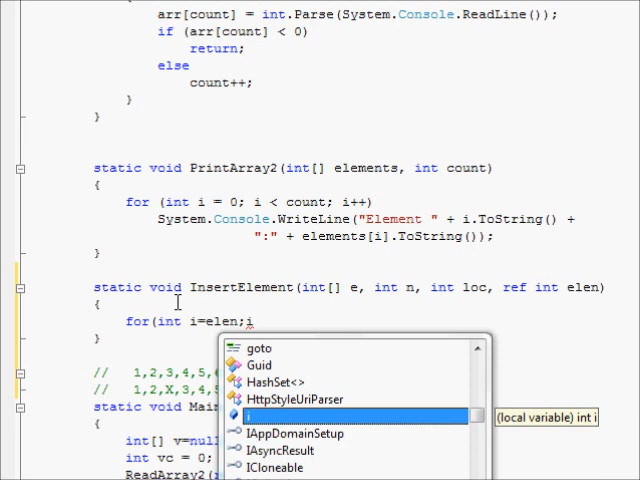 arr[count] = int.Parse(System.Console.ReadLine());
if (arr[count] < 0)
return;
else
count++;
}
}
static void PrintArray2(int[] elements, int count)
{
for (int i = 0; i < count; i++)
System.Console.WriteLine("Element " + i.ToString() +
":" + elements[i].ToString());
}
static void InsertElement(int[] e, int n, int loc, ref int elen)
{
for(int i=elen;i
}
goto
Guid
HashSet<>
HttpStyleUriParser
i
(local variable) int i
IAppDomainSetup
IAsyncResult
ICloneable
// 1,2,3,4,5,
// 1,2,X,3,4,
static void Main
{
int[] v=null
int vc = 0;
ReadArray2(